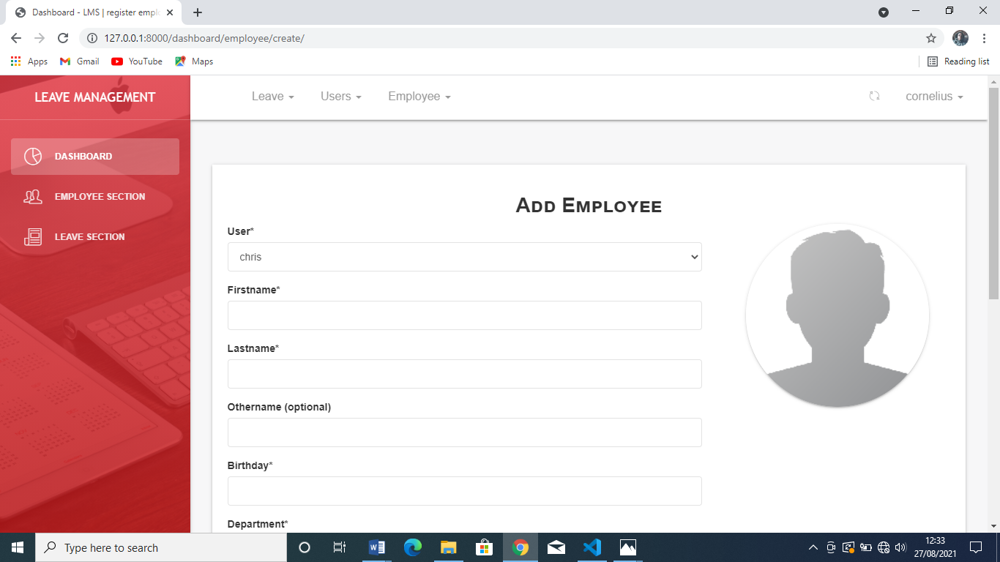 Dashboard - LMS | register empl
127.0.0.1:8000/dashboard/employee/create/
Apps Gmail YouTube Maps Reading list
LEAVE MANAGEMENT
Leave Users Employee cornelius
DASHBOARD
EMPLOYEE SECTION
LEAVE SECTION
Add Employee
User*
chris
Firstname*
Lastname*
Othername (optional)
Birthday*
Department*
Type here to search
12:33
27/08/2021